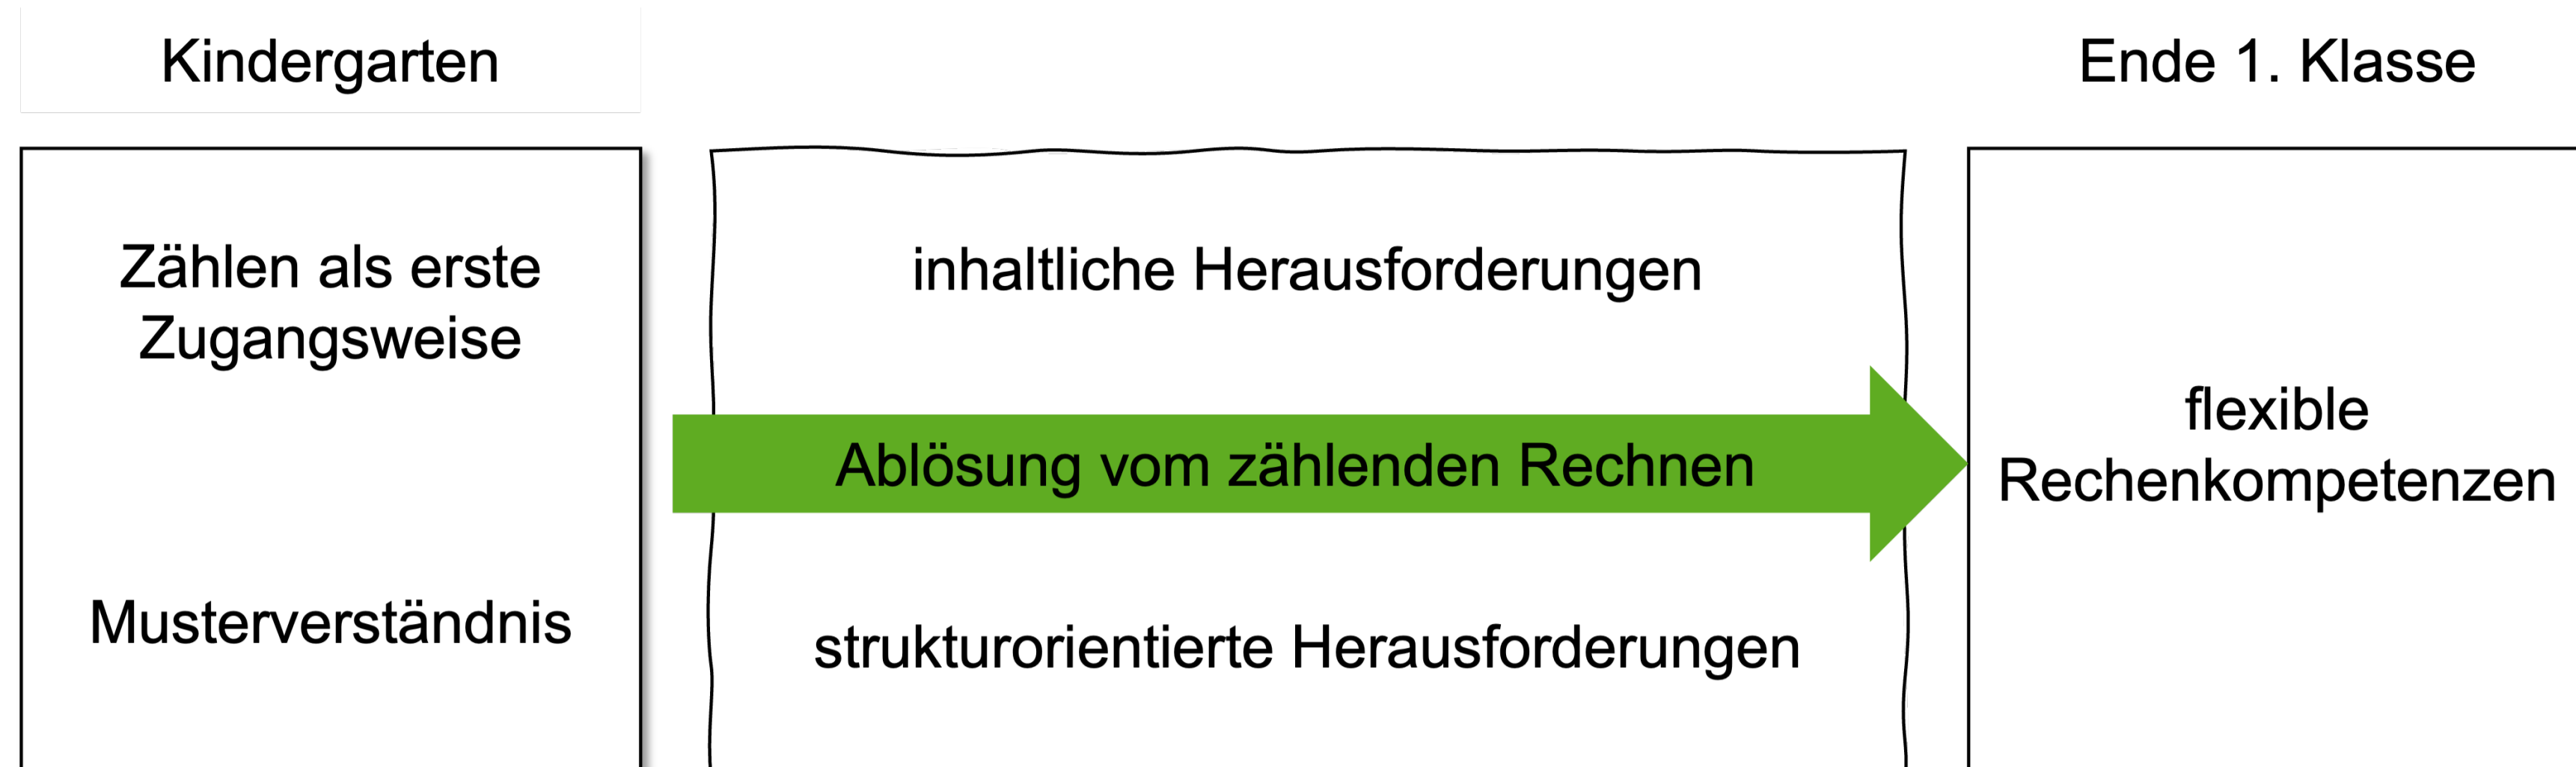 Kindergarten
Ende 1. Klasse
Zählen als erste
Zugangsweise
Musterverständnis
inhaltliche Herausforderungen
Ablösung vom zählenden Rechnen
strukturorientierte Herausforderungen
flexible
Rechenkompetenzen